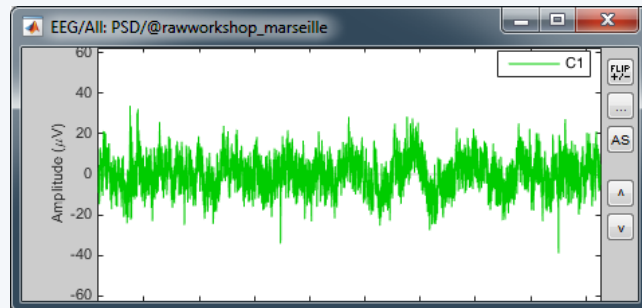 EEG/All: PSD/@rawworkshop_marseille
60
40
20
0
-20
-40
-60
Amplitude (μV)
C1
FLIP
+/-
...
AS
∧
∨